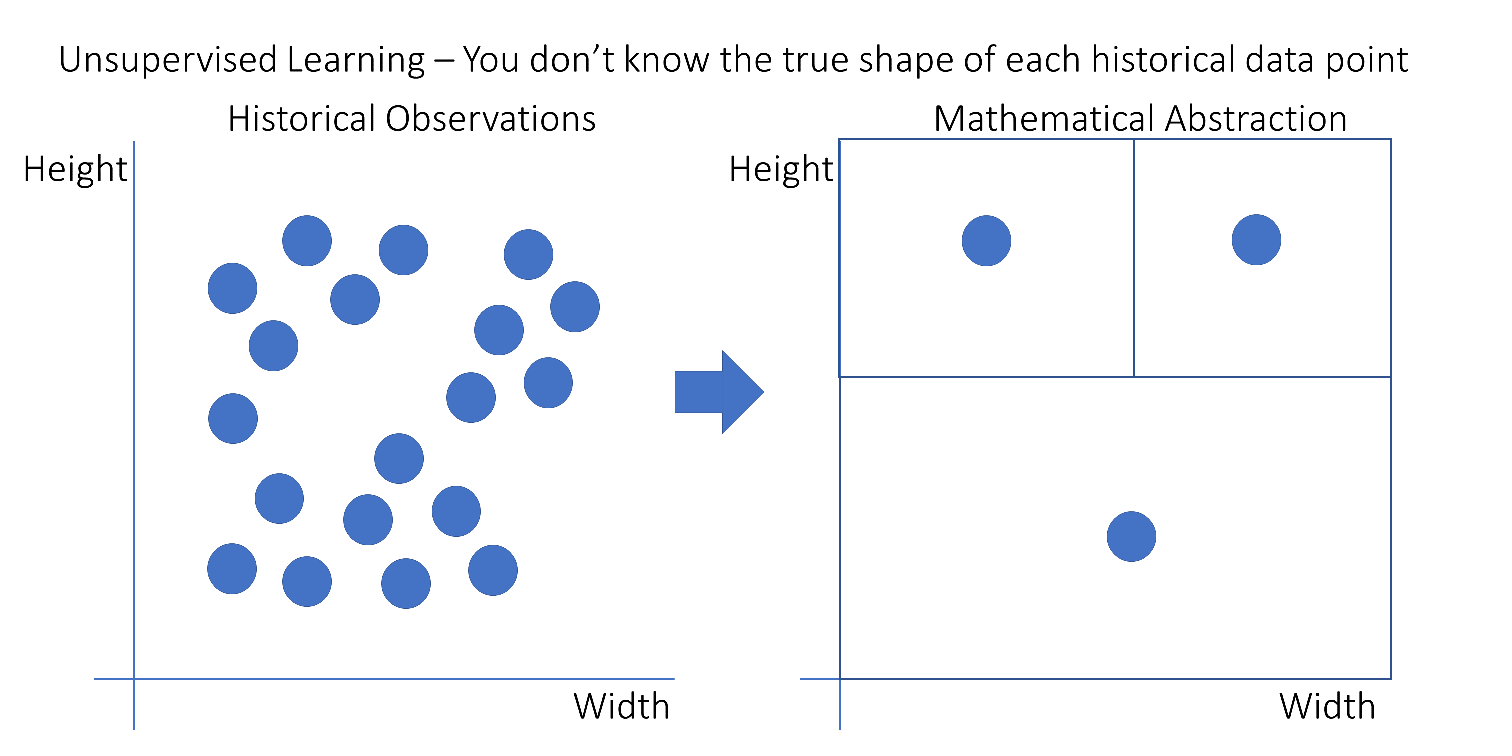 Unsupervised Learning – You don’t know the true shape of each historical data point
Historical Observations
Mathematical Abstraction
Height
Height
Width
Width